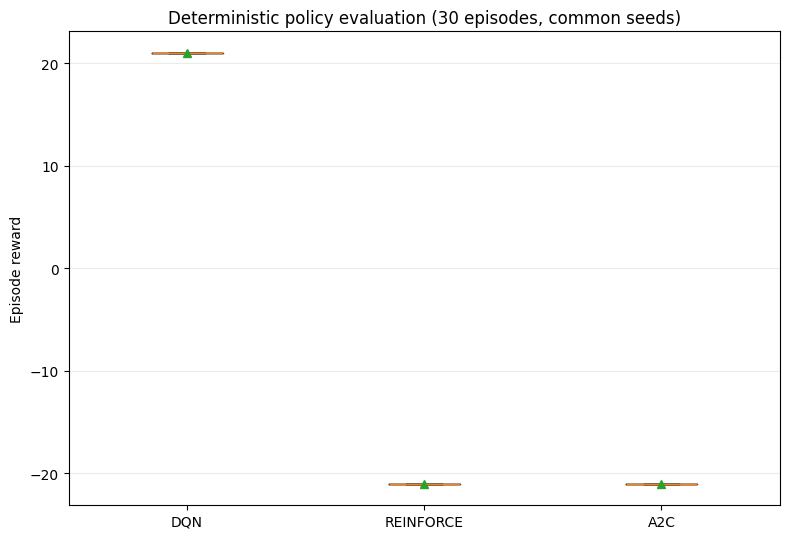 Deterministic policy evaluation (30 episodes, common seeds)
Episode reward
20
10
0
−10
−20
DQN
REINFORCE
A2C